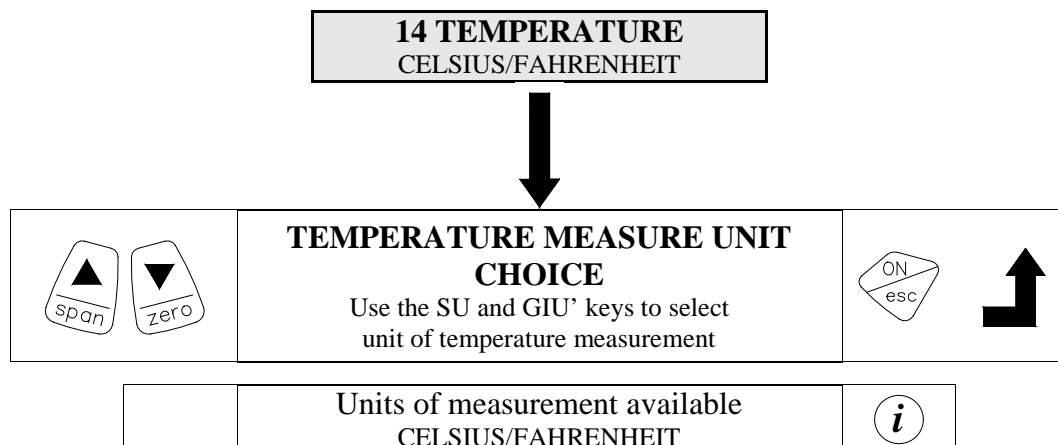 14 TEMPERATURE
CELSIUS/FAHRENHEIT
span
zero
TEMPERATURE MEASURE UNIT
CHOICE
Use the SU and GIU’ keys to select
unit of temperature measurement
ON
esc
Units of measurement available
CELSIUS/FAHRENHEIT
i